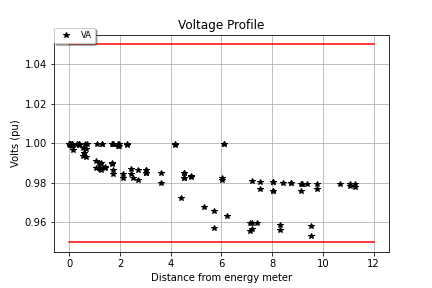 Voltage Profile
VA
1.04
1.02
1.00
0.98
0.96
Volts (pu)
0 2 4 6 8 10 12
Distance from energy meter